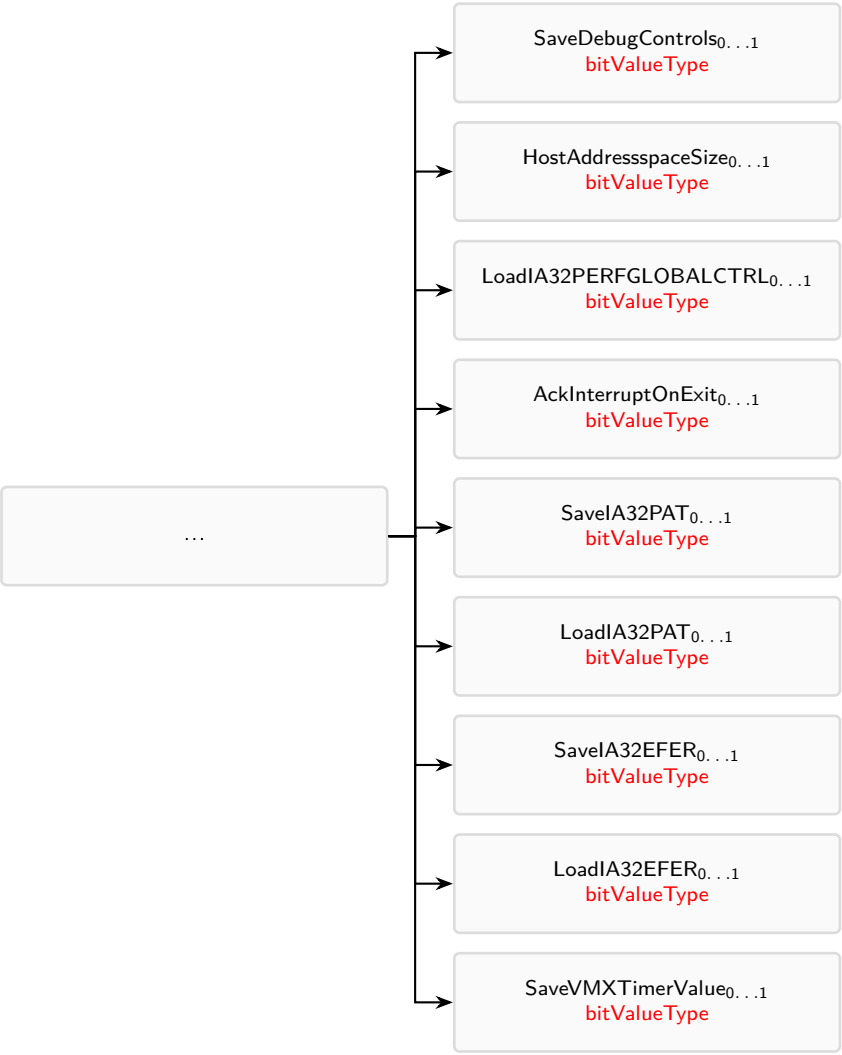 SaveDebugControls0...1
bitValueType
HostAddressspaceSize0...1
bitValueType
LoadIA32PERFGLOBALCTRL0...1
bitValueType
AckInterruptOnExit0...1
bitValueType
...
SaveIA32PAT0...1
bitValueType
LoadIA32PAT0...1
bitValueType
SaveIA32EFER0...1
bitValueType
LoadIA32EFER0...1
bitValueType
SaveVMXTimerValue0...1
bitValueType